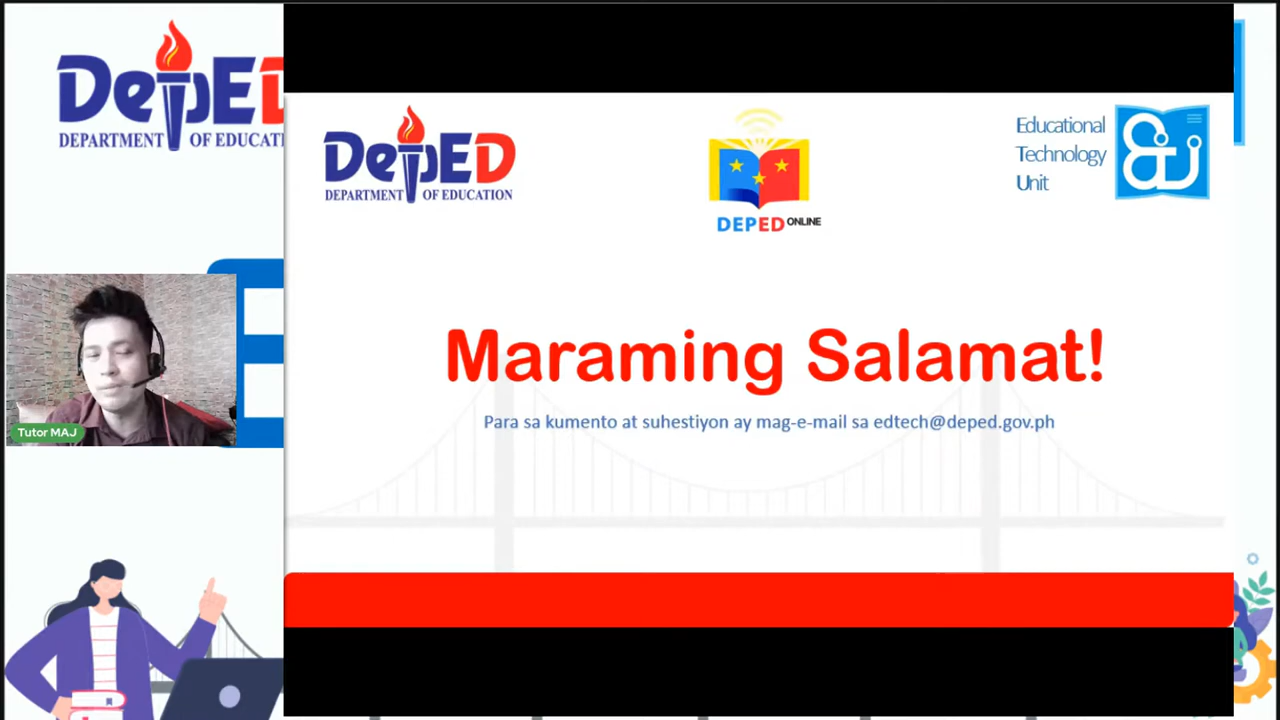 DepED
DEPARTMENT OF EDUCATI
DepED
DEPARTMENT OF EDUCATION
DEPED ONLINE
Educational
Technology
Unit
Maraming Salamat!
Para sa kumento at suhestiyon ay mag-e-mail sa edtech@deped.gov.ph
Tutor MAJ